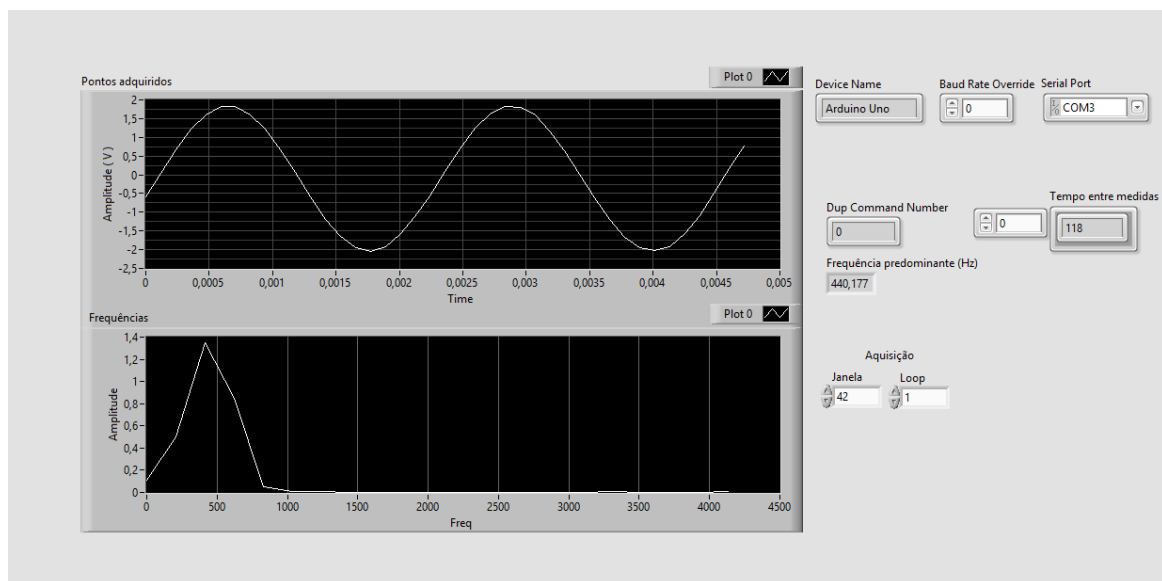 Pontos adquiridos
Plot 0
Amplitude ( V )
2
1,5
1
0,5
0
-0,5
-1
-1,5
-2
-2,5
0 0,0005 0,001 0,0015 0,002 0,0025 0,003 0,0035 0,004 0,0045 0,005
Time
Frequências
Plot 0
Amplitude
1,4
1,2
1
0,8
0,6
0,4
0,2
0
0 500 1000 1500 2000 2500 3000 3500 4000 4500
Freq
Device Name Baud Rate Override Serial Port
Arduino Uno 0 I/O COM3
Dup Command Number Tempo entre medidas
0 0 118
Frequência predominante (Hz)
440,177
Aquisição
Janela Loop
42 1